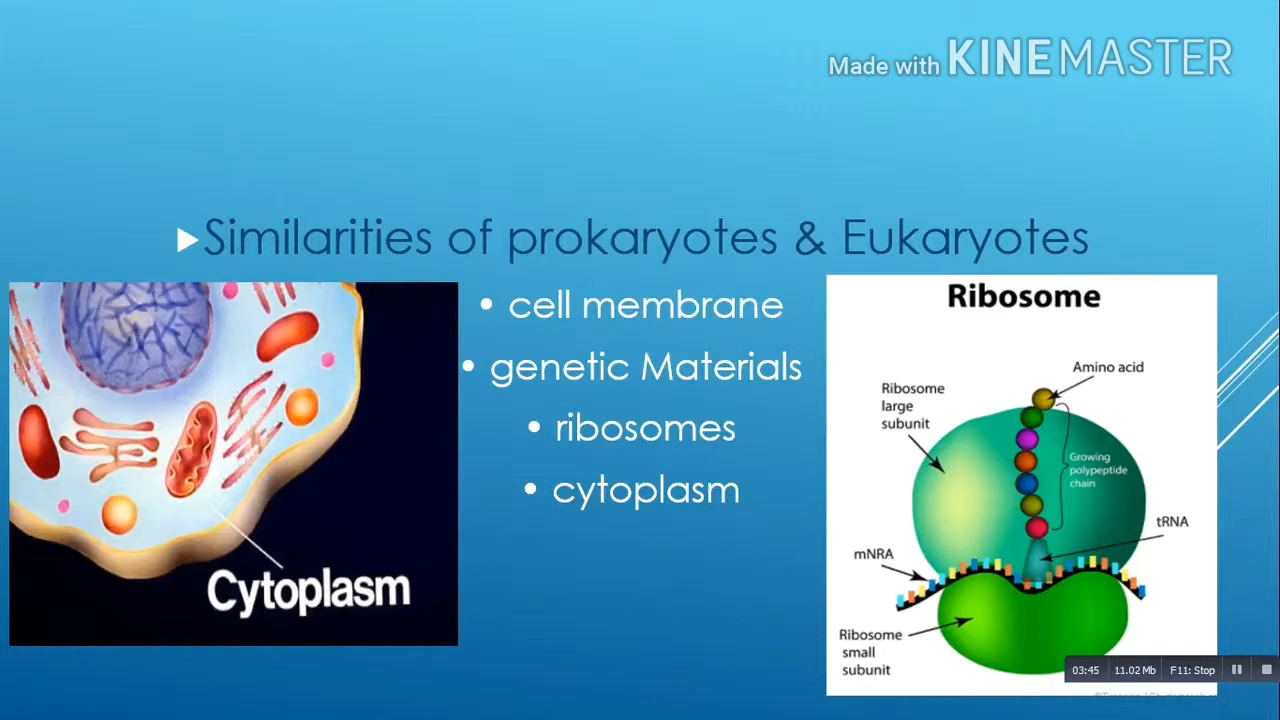 Made with KINEMASTER
Similarities of prokaryotes & Eukaryotes
• cell membrane
• genetic Materials
• ribosomes
• cytoplasm
Cytoplasm
Ribosome
Amino acid
Ribosome
large
subunit
Growing
polypeptide
chain
tRNA
mNRA
Ribosome
small
subunit
03:45 11.02 Mb F11: Stop